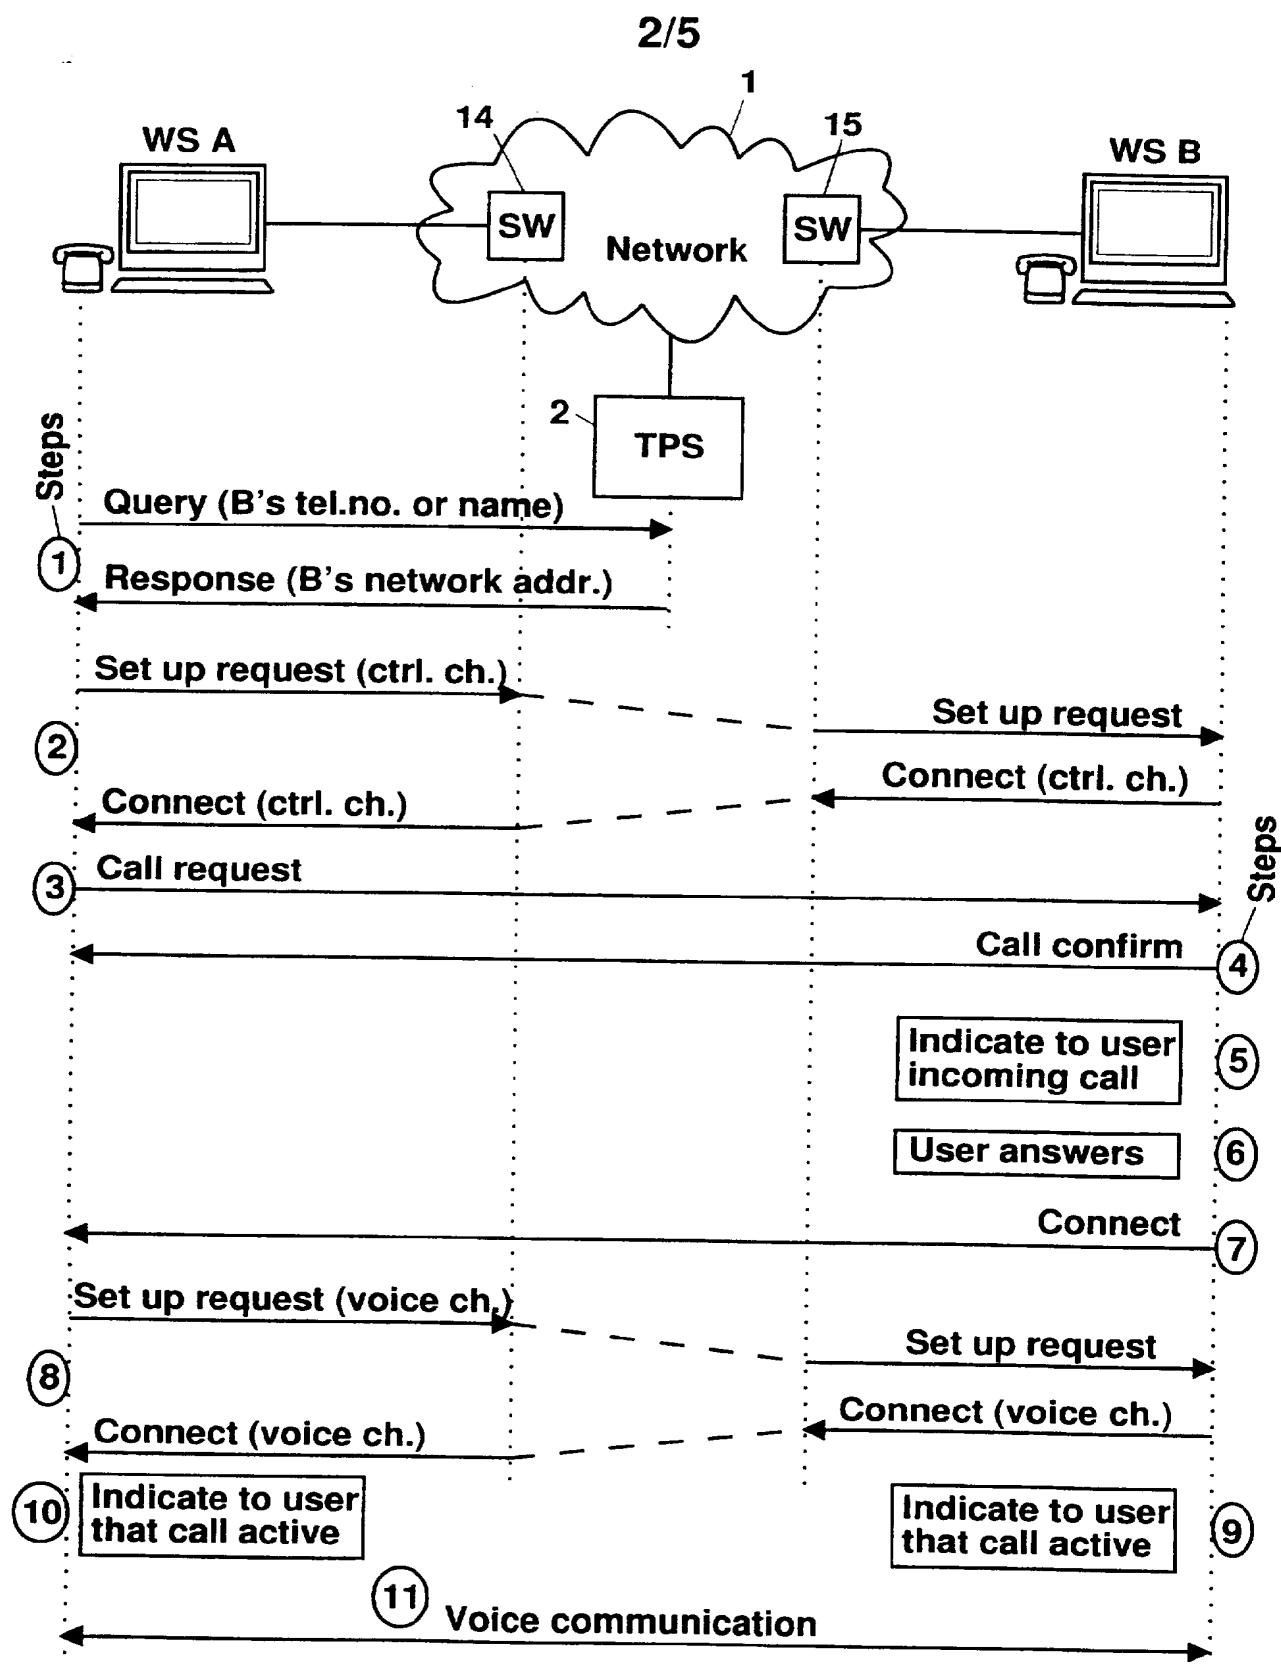 2/5
1
14
15
WS A
WS B
SW
SW
Network
2
TPS
Steps
Query (B's tel.no. or name)
1
Response (B's network addr.)
Set up request (ctrl. ch.)
Set up request
2
Connect (ctrl. ch.)
Connect (ctrl. ch.)
Steps
3
Call request
Call confirm
4
Indicate to user
incoming call
5
User answers
6
Connect
7
Set up request (voice ch.)
Set up request
8
Connect (voice ch.)
Connect (voice ch.)
10
Indicate to user
that call active
Indicate to user
that call active
9
11
Voice communication